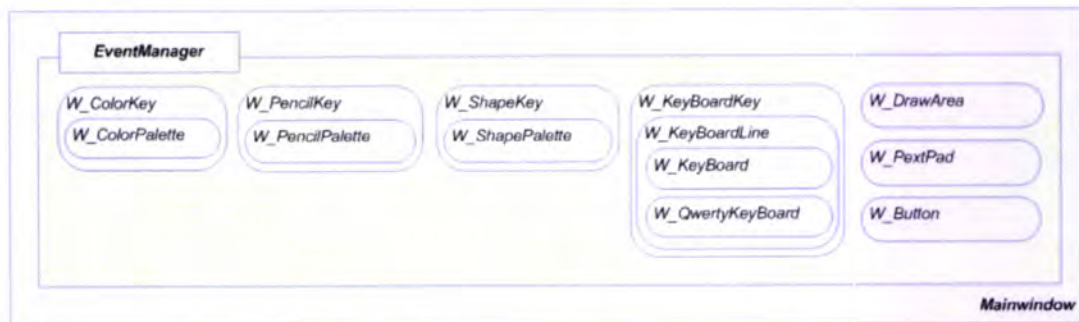 EventManager
W_ColorKey
W_ColorPalette
W_PencilKey
W_PencilPalette
W_ShapeKey
W_ShapePalette
W_KeyBoardKey
W_KeyBoardLine
W_KeyBoard
W_QwertyKeyBoard
W_DrawArea
W_PextPad
W_Button
Mainwindow